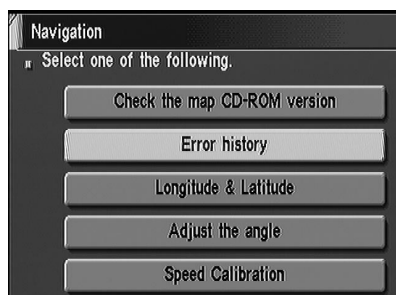 Navigation
Select one of the following.
Check the map CD-ROM version
Error history
Longitude & Latitude
Adjust the angle
Speed Calibration